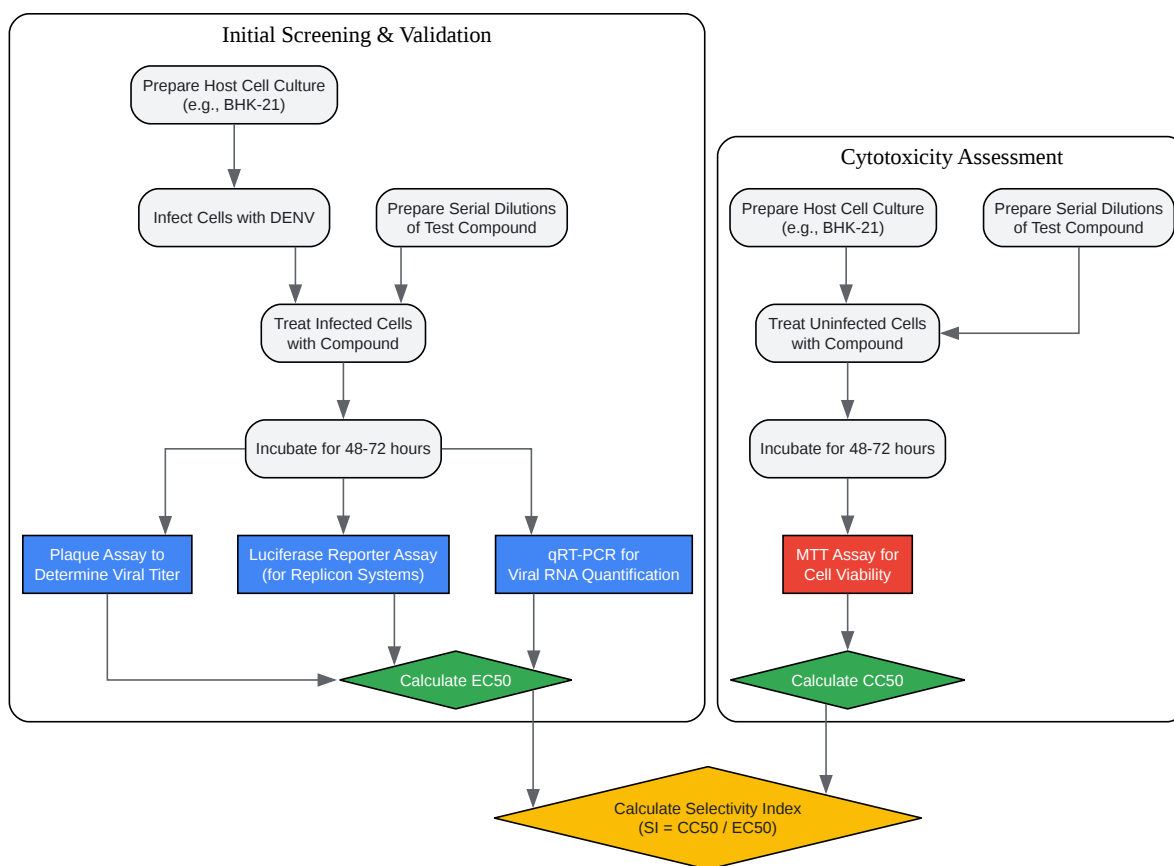 Initial Screening & Validation
Prepare Host Cell Culture
(e.g., BHK-21)
Infect Cells with DENV
Prepare Serial Dilutions
of Test Compound
Treat Infected Cells
with Compound
Incubate for 48-72 hours
Plaque Assay to
Determine Viral Titer
Luciferase Reporter Assay
(for Replicon Systems)
qRT-PCR for
Viral RNA Quantification
Calculate EC50
Cytotoxicity Assessment
Prepare Host Cell Culture
(e.g., BHK-21)
Prepare Serial Dilutions
of Test Compound
Treat Uninfected Cells
with Compound
Incubate for 48-72 hours
MTT Assay for
Cell Viability
Calculate CC50
Calculate Selectivity Index
(SI = CC50 / EC50)